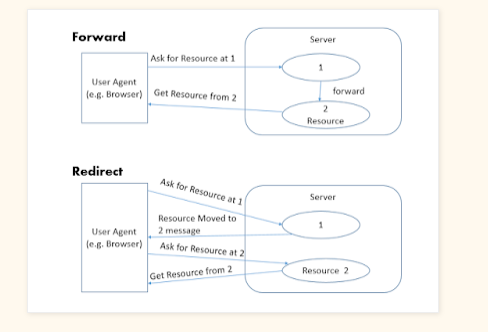 Forward
Server
Ask for Resource at 1
1
User Agent
(e.g. Browser)
Get Resource from 2
forward
2
Resource
Redirect
Ask for Resource at 1
Server
Resource Moved to
2 message
1
User Agent
(e.g. Browser)
Ask for Resource at 2
Get Resource from 2
Resource 2